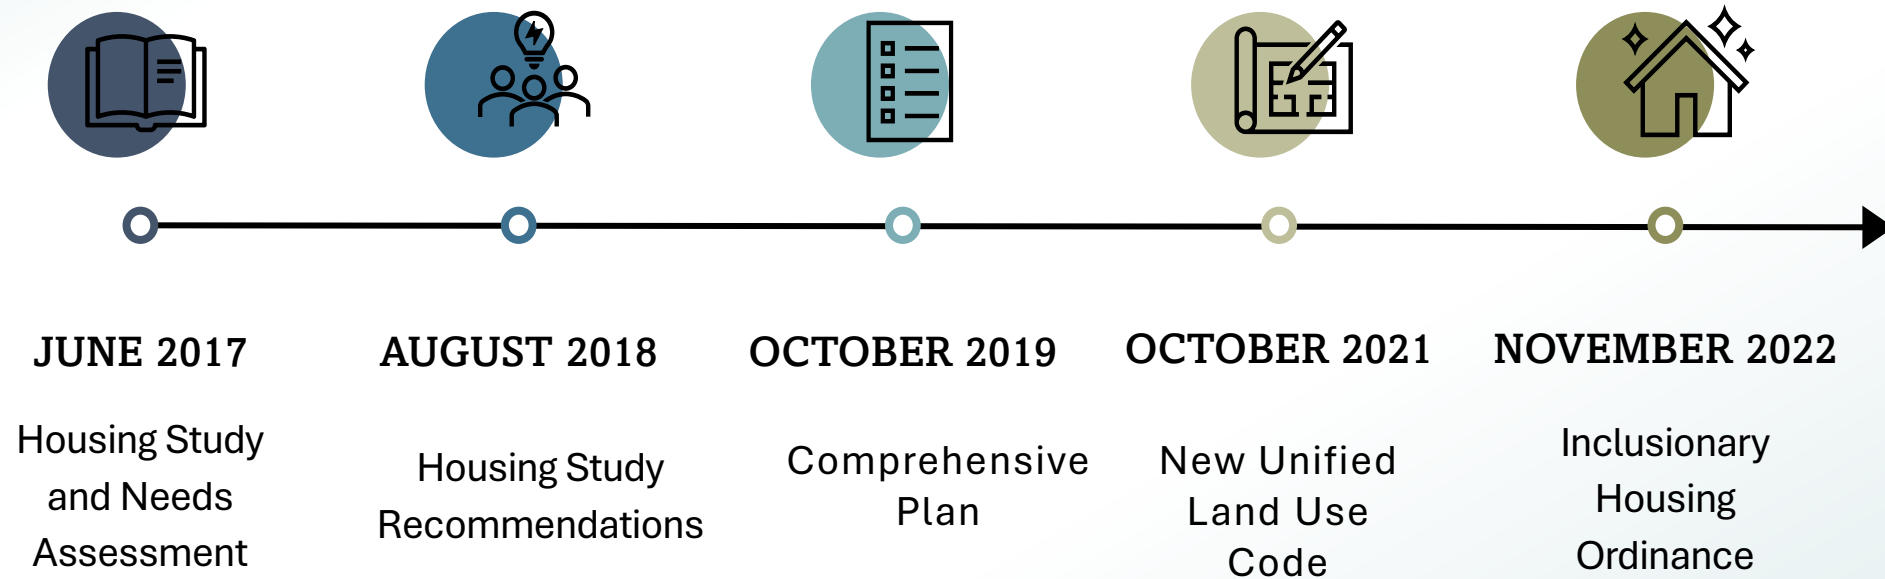 JUNE 2017
Housing Study
and Needs
Assessment
AUGUST 2018
Housing Study
Recommendations
OCTOBER 2019
Comprehensive
Plan
OCTOBER 2021
New Unified
Land Use
Code
NOVEMBER 2022
Inclusionary
Housing
Ordinance